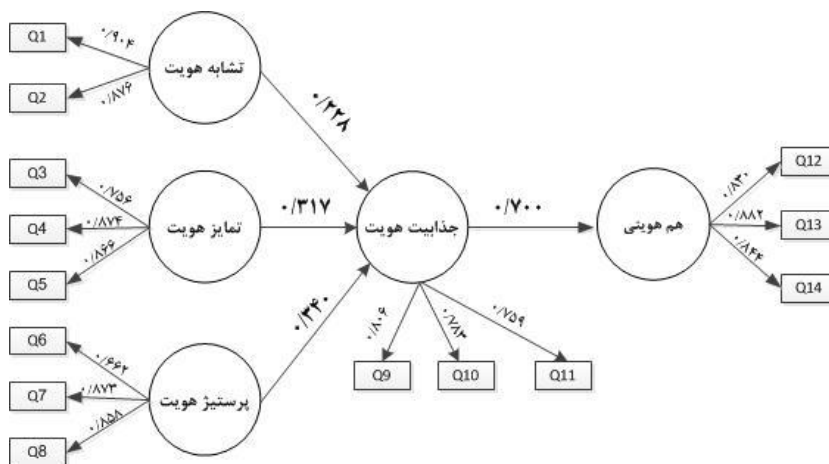 Q1
۰/۹۰۴
Q2
۰/۸۷۶
تشابه هویت
۰/۲۲۸
Q3
۰/۷۵۶
Q4
۰/۸۷۴
Q5
۰/۸۶۶
تمایز هویت
۰/۳۱۷
Q6
۰/۶۶۲
Q7
۰/۸۷۳
Q8
۰/۸۵۸
پرستیژ هویت
۰/۳۴۰
جذابیت هویت
۰/۸۰۶
Q9
۰/۷۸۳
Q10
۰/۷۵۹
Q11
۰/۷۰۰
هم هویتی
۰/۸۳۰
Q12
۰/۸۸۲
Q13
۰/۸۴۴
Q14